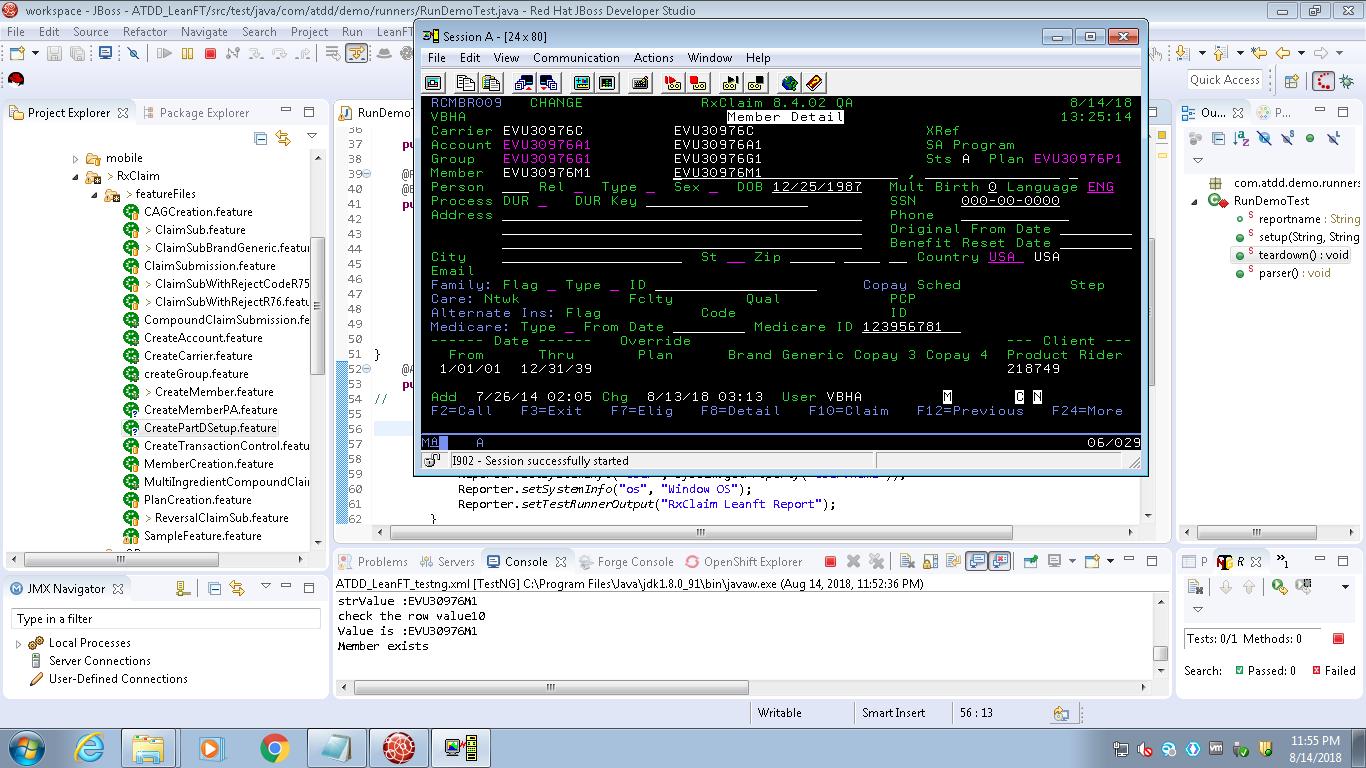 workspace - JBoss - ATDD_LeanFT/src/test/java/com/atdd/demo/runners/RunDemoTest.java - Red Hat JBoss Developer Studio
File Edit Source Refactor Navigate Search Project Run LeanFT
Quick Access
Project Explorer Package Explorer
mobile
> RxClaim
> featureFiles
CAGCreation.feature
> ClaimSub.feature
> ClaimSubBrandGeneric.featur
ClaimSubmission.feature
> ClaimSubWithRejectCodeR75
> ClaimSubWithRejectR76.featu
CompoundClaimSubmission.fe
CreateAccount.feature
CreateCarrier.feature
createGroup.feature
> CreateMember.feature
CreateMemberPA.feature
CreatePartDSetup.feature
CreateTransactionControl.feature
MemberCreation.feature
MultiIngredientCompoundClai
PlanCreation.feature
> ReversalClaimSub.feature
SampleFeature.feature
JMX Navigator
Type in a filter
Local Processes
Server Connections
User-Defined Connections
RunDemoT
36
37 pu
38
39
40
41 pu
42
43
44
45
46
47
48
49
50
51 }
52 @A
53 pu
54 //
55
56
57
58
59
60 Reporter.setSystemInfo("os", "Window OS");
61 Reporter.setTestRunnerOutput("RxClaim Leanft Report");
62 }
Session A - [24 x 80]
File Edit View Communication Actions Window Help
RCMBR009 CHANGE RxClaim 8.4.02 QA 8/14/18
VBHA Member Detail 13:25:14
Carrier EVU30976C EVU30976C XRef
Account EVU30976A1 EVU30976A1 SA Program
Group EVU30976G1 EVU30976G1 Sts A Plan EVU30976P1
Member EVU30976M1 EVU30976M1 ,
Person Rel Type Sex DOB 12/25/1987 Mult Birth 0 Language ENG
Process DUR DUR Key SSN 000-00-0000
Address Phone
Original From Date
Benefit Reset Date
City St Zip Country USA USA
Email
Family: Flag Type ID Copay Sched Step
Care: Ntwk Fclty Qual PCP
Alternate Ins: Flag Code ID
Medicare: Type From Date Medicare ID 123956781
------ Date ------ Override --- Client ---
From Thru Plan Brand Generic Copay 3 Copay 4 Product Rider
1/01/01 12/31/39 218749
Add 7/26/14 02:05 Chg 8/13/18 03:13 User VBHA M C N
F2=Call F3=Exit F7=Elig F8=Detail F10=Claim F12=Previous F24=More
MA A 06/029
I902 - Session successfully started
Problems Servers Console Forge Console OpenShift Explorer
ATDD_LeanFT_testng.xml [TestNG] C:\Program Files\Java\jdk1.8.0_91\bin\javaw.exe (Aug 14, 2018, 11:52:36 PM)
strValue :EVU30976M1
check the row value10
Value is :EVU30976M1
Member exists
Ou... P
com.atdd.demo.runners
RunDemoTest
reportname : String
setup(String, String
teardown() : void
parser() : void
P R »1
Tests: 0/1 Methods: 0
Search: Passed: 0 Failed
Writable Smart Insert 56 : 13
11:55 PM
8/14/2018